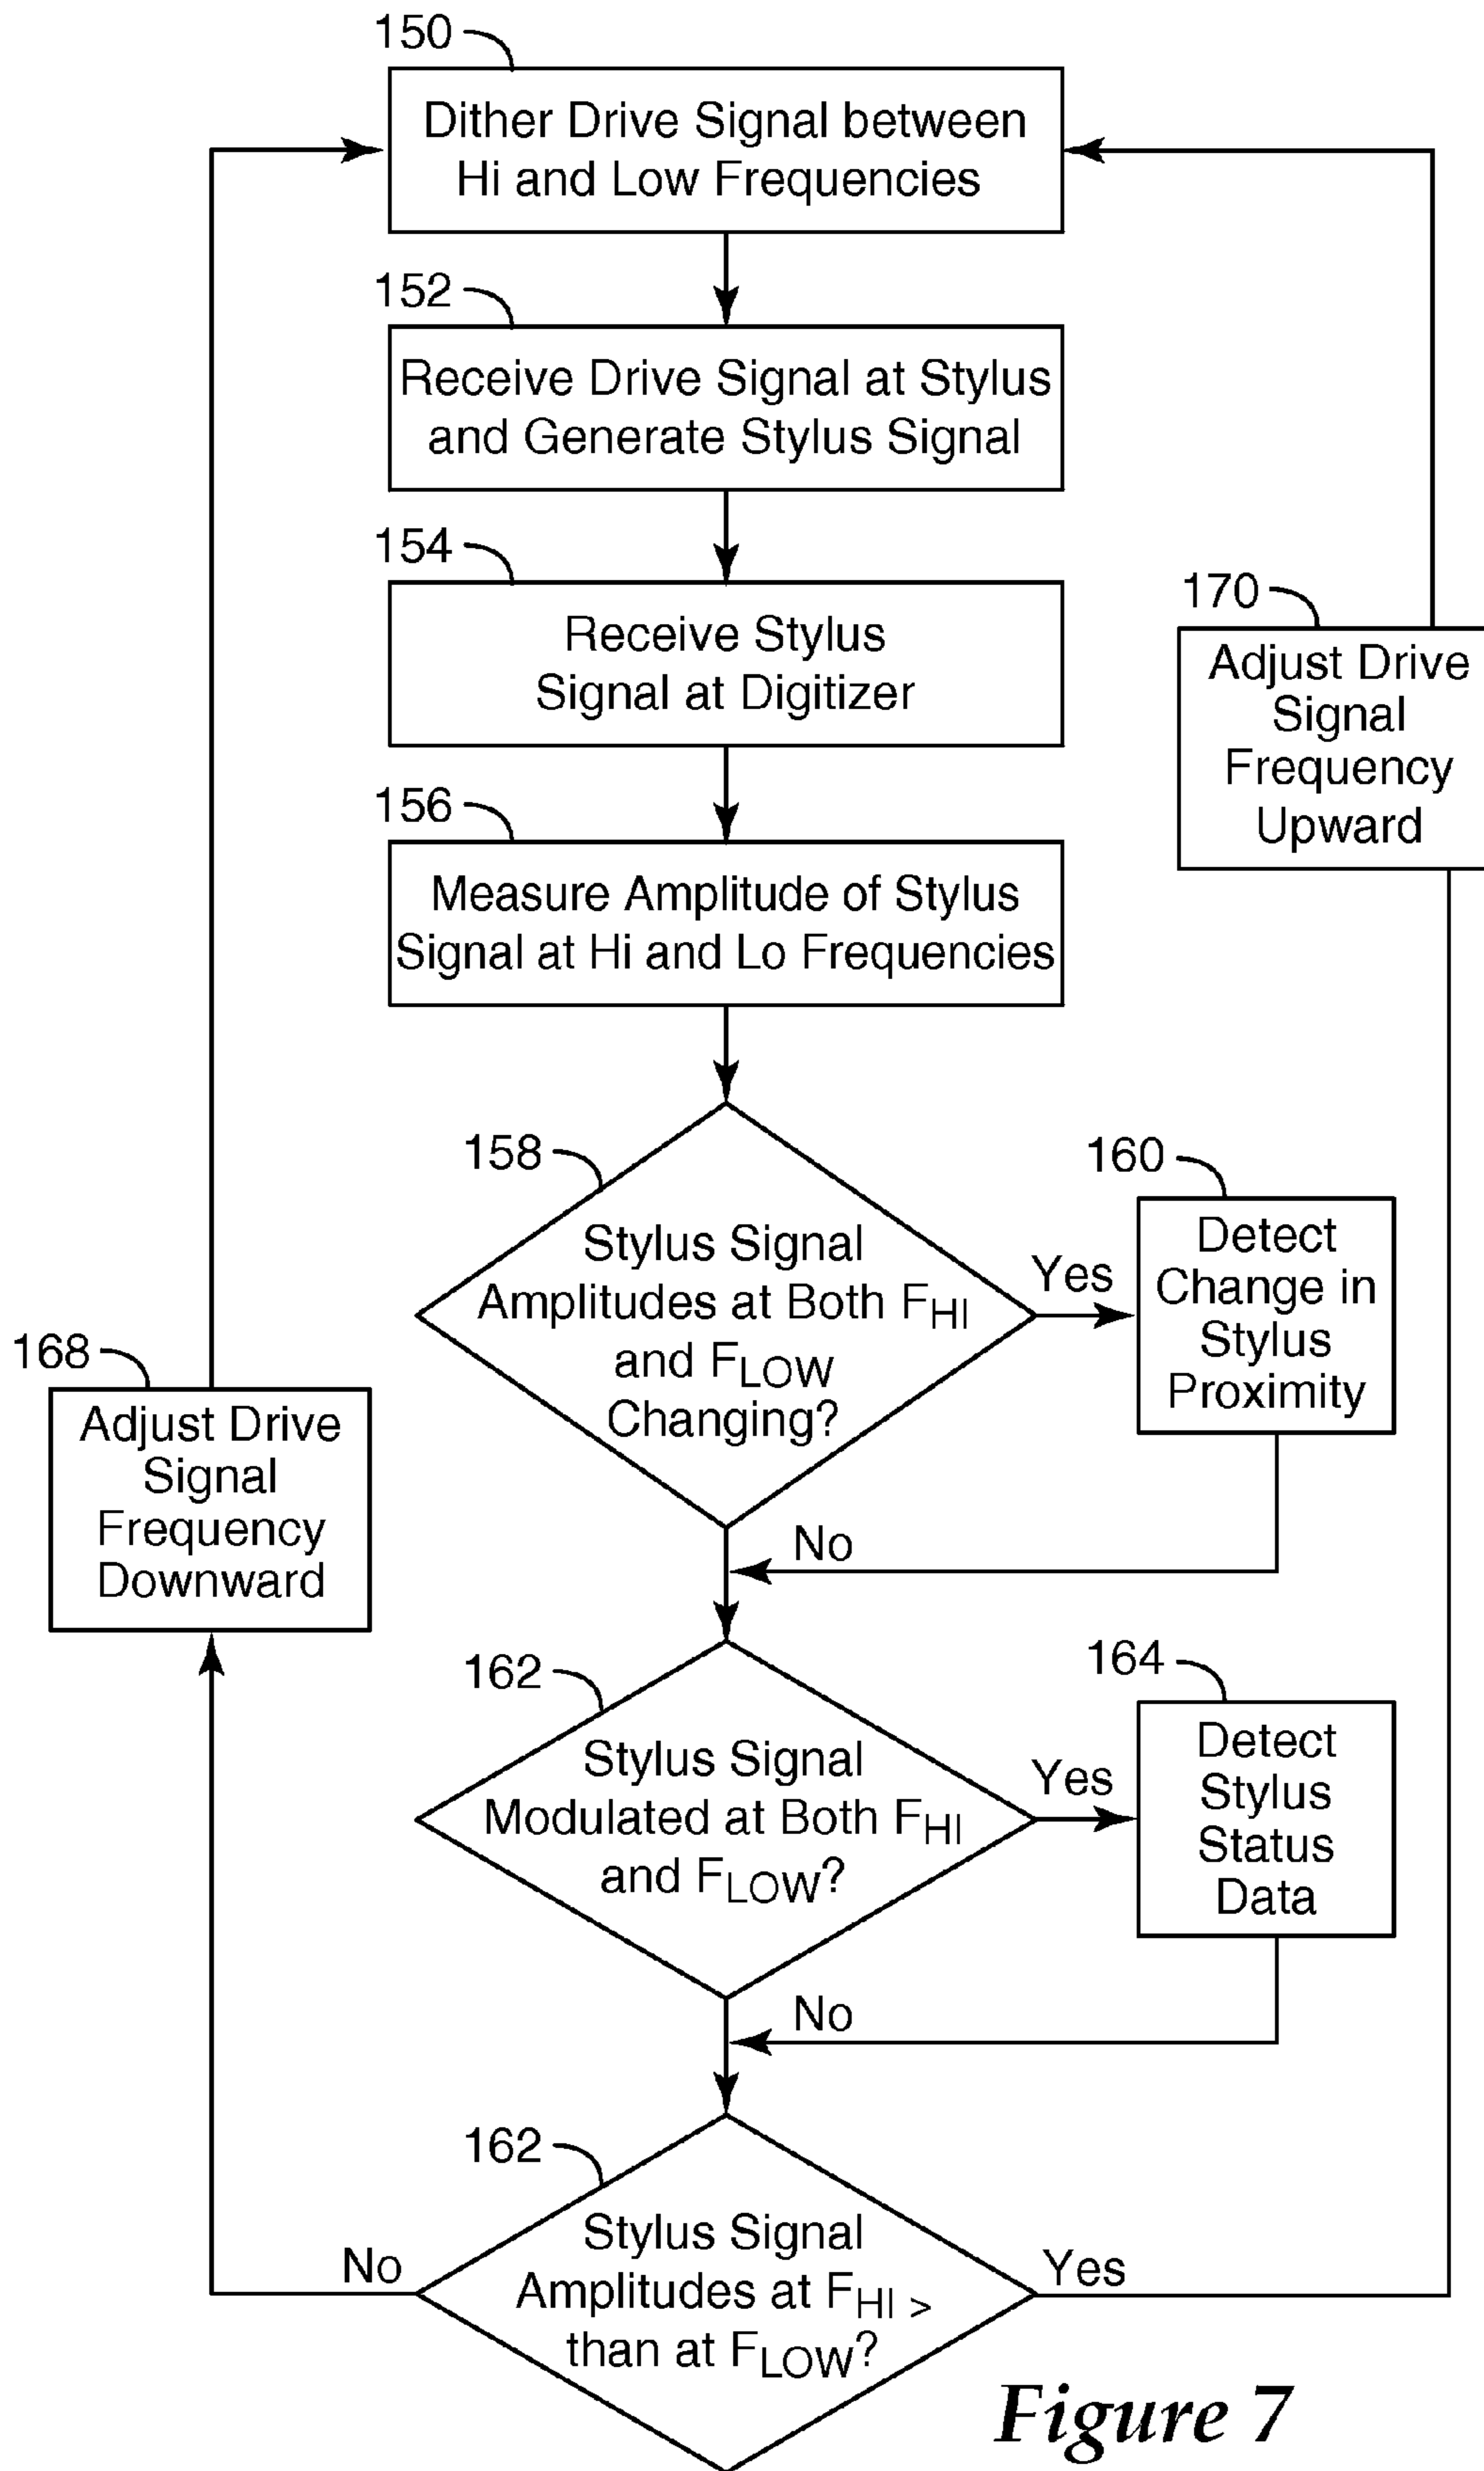 150
Dither Drive Signal between
Hi and Low Frequencies
152
Receive Drive Signal at Stylus
and Generate Stylus Signal
154
Receive Stylus
Signal at Digitizer
170
Adjust Drive
Signal
Frequency
Upward
156
Measure Amplitude of Stylus
Signal at Hi and Lo Frequencies
158
Stylus Signal
Amplitudes at Both FHI
and FLOW
Changing?
Yes
160
Detect
Change in
Stylus
Proximity
No
168
Adjust Drive
Signal
Frequency
Downward
162
Stylus Signal
Modulated at Both FHI
and FLOW?
Yes
164
Detect
Stylus
Status
Data
No
162
Stylus Signal
Amplitudes at FHI >
than at FLOW?
No
Yes
Figure 7